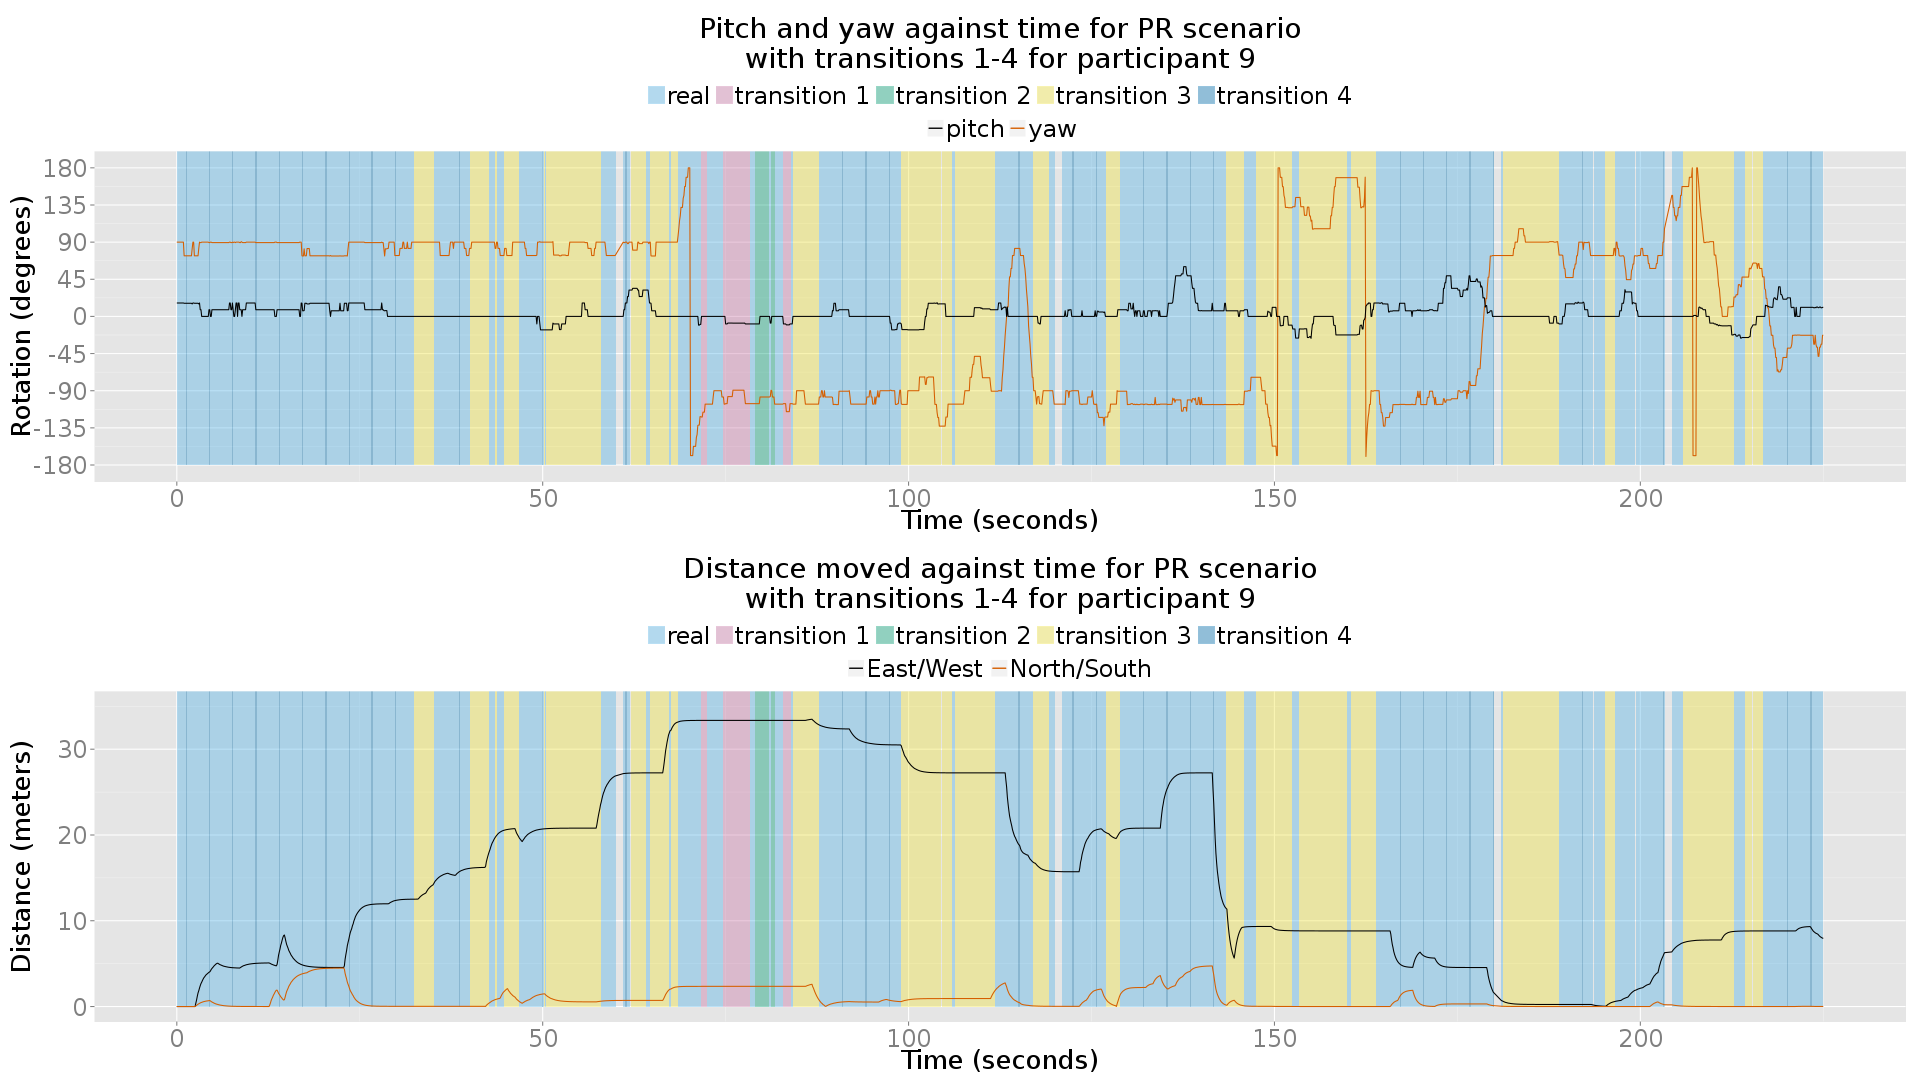 Pitch and yaw against time for PR scenario
with transitions 1-4 for participant 9
real transition 1 transition 2 transition 3 transition 4
pitch yaw
Rotation (degrees)
180
135
90
45
0
-45
-90
-135
-180
0 50 100 150 200
Time (seconds)
Distance moved against time for PR scenario
with transitions 1-4 for participant 9
real transition 1 transition 2 transition 3 transition 4
East/West North/South
Distance (meters)
30
20
10
0
0 50 100 150 200
Time (seconds)